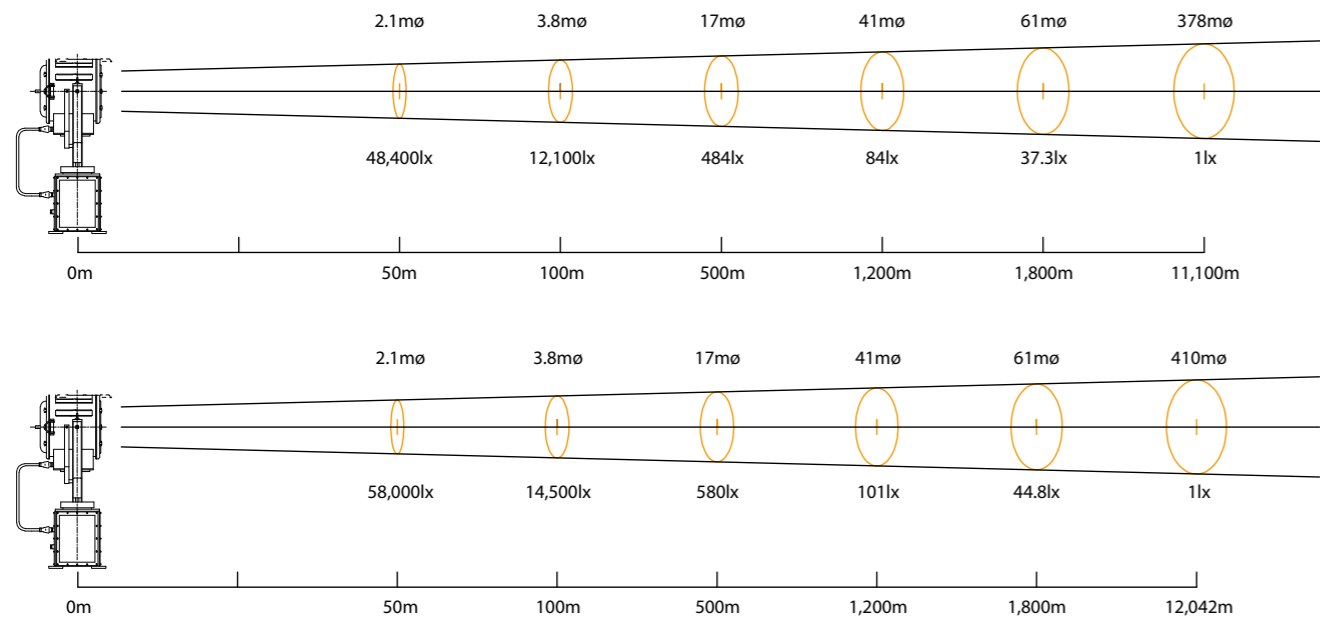 2.1mø 3.8mø 17mø 41mø 61mø 378mø
48,400lx 12,100lx 484lx 84lx 37.3lx 1lx
0m 50m 100m 500m 1,200m 1,800m 11,100m
2.1mø 3.8mø 17mø 41mø 61mø 410mø
58,000lx 14,500lx 580lx 101lx 44.8lx 1lx
0m 50m 100m 500m 1,200m 1,800m 12,042m